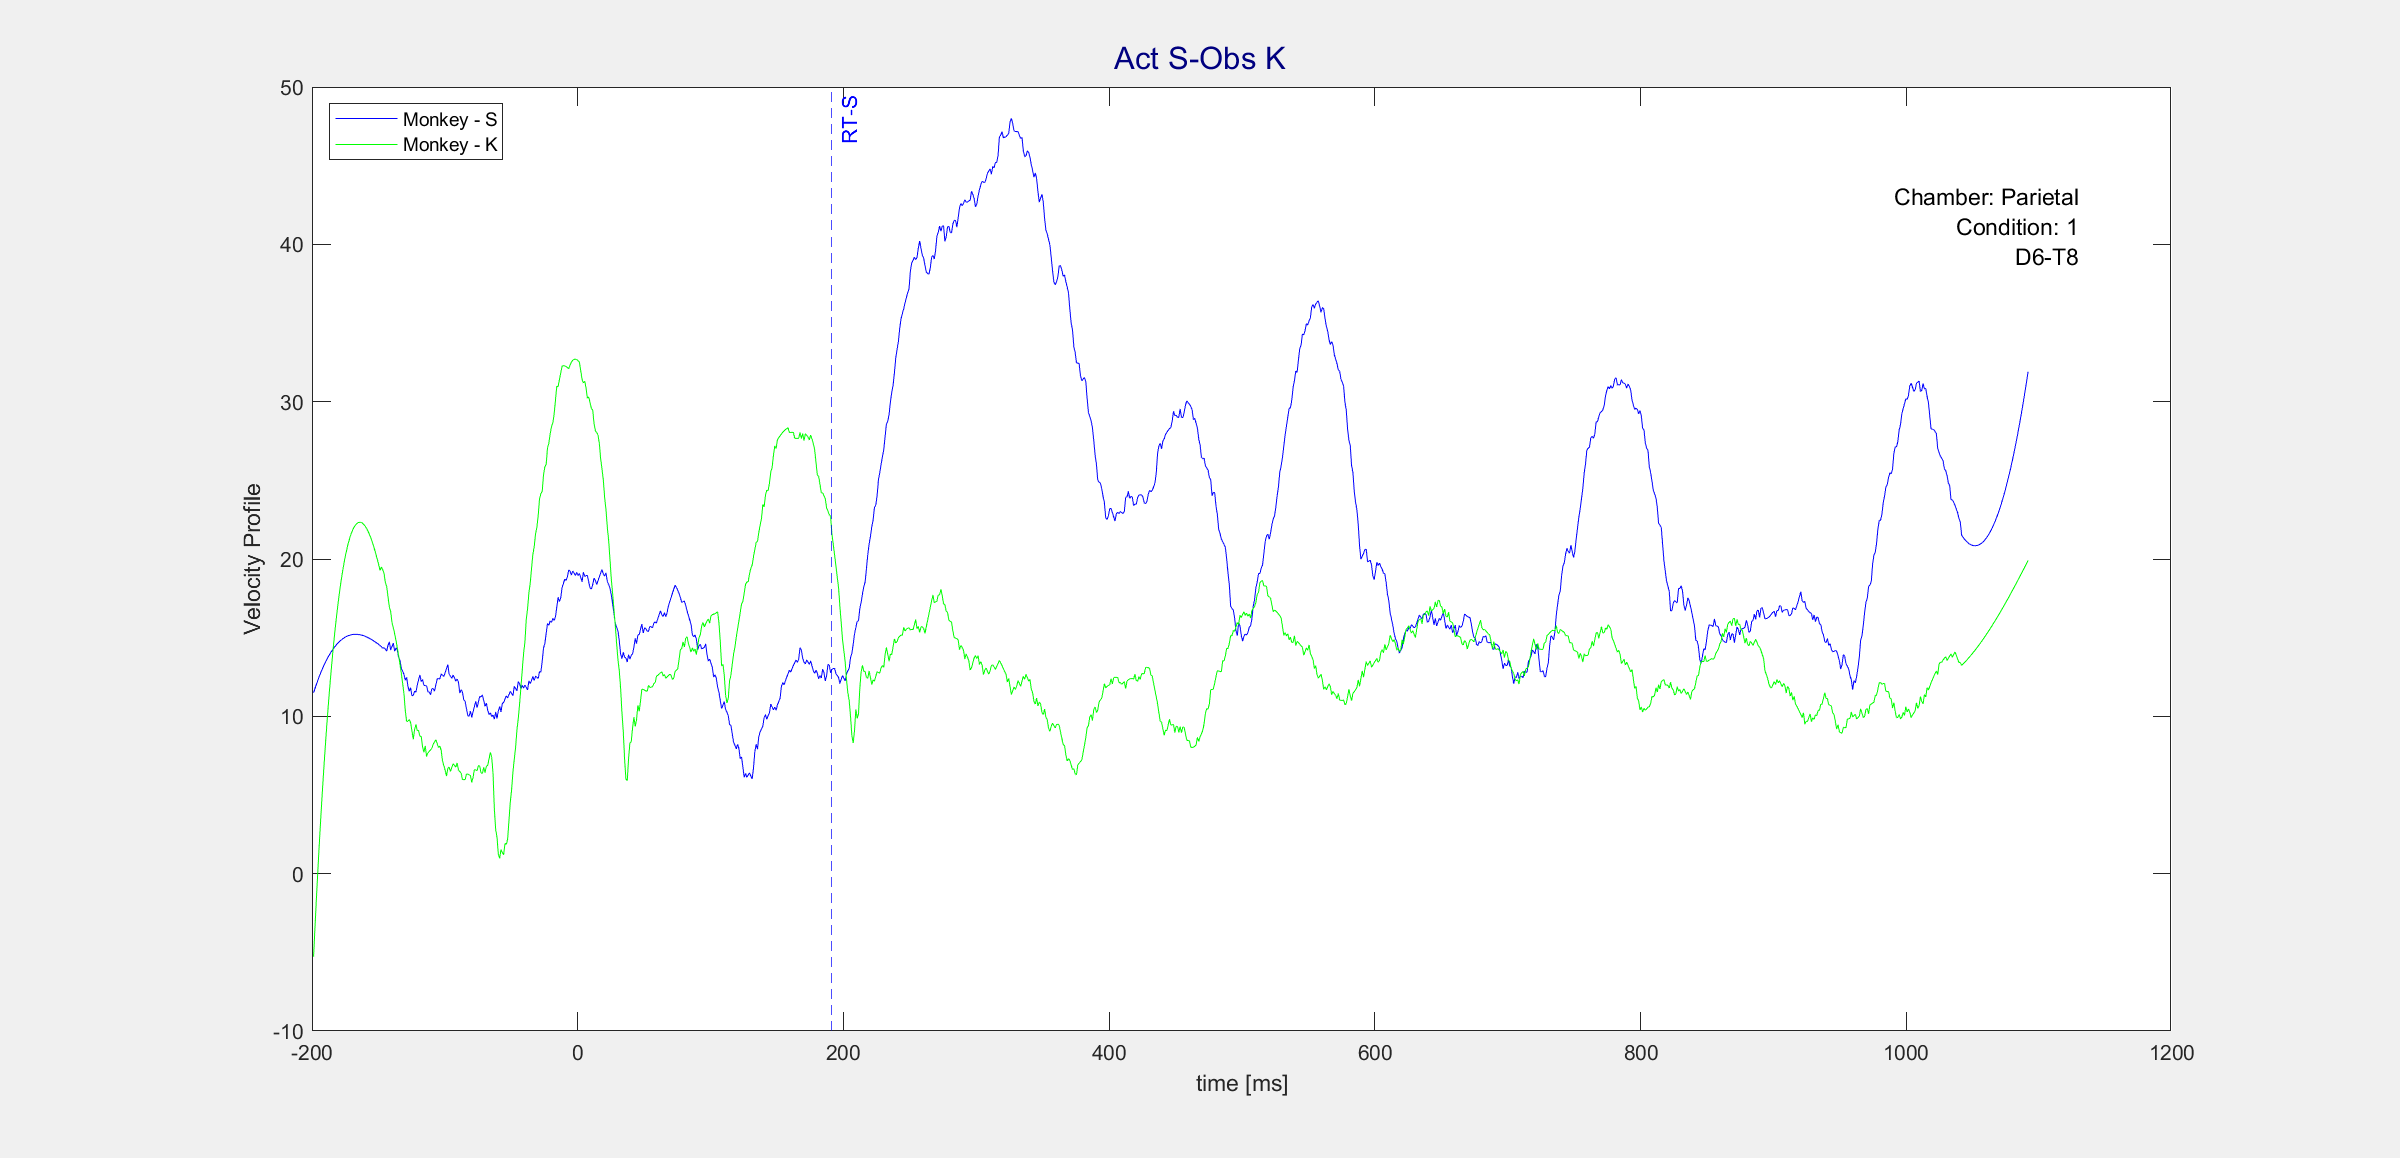 Act S-Obs K
50
40
30
20
10
0
-10
Velocity Profile
Monkey - S
Monkey - K
RT-S
Chamber: Parietal
Condition: 1
D6-T8
-200 0 200 400 600 800 1000 1200
time [ms]